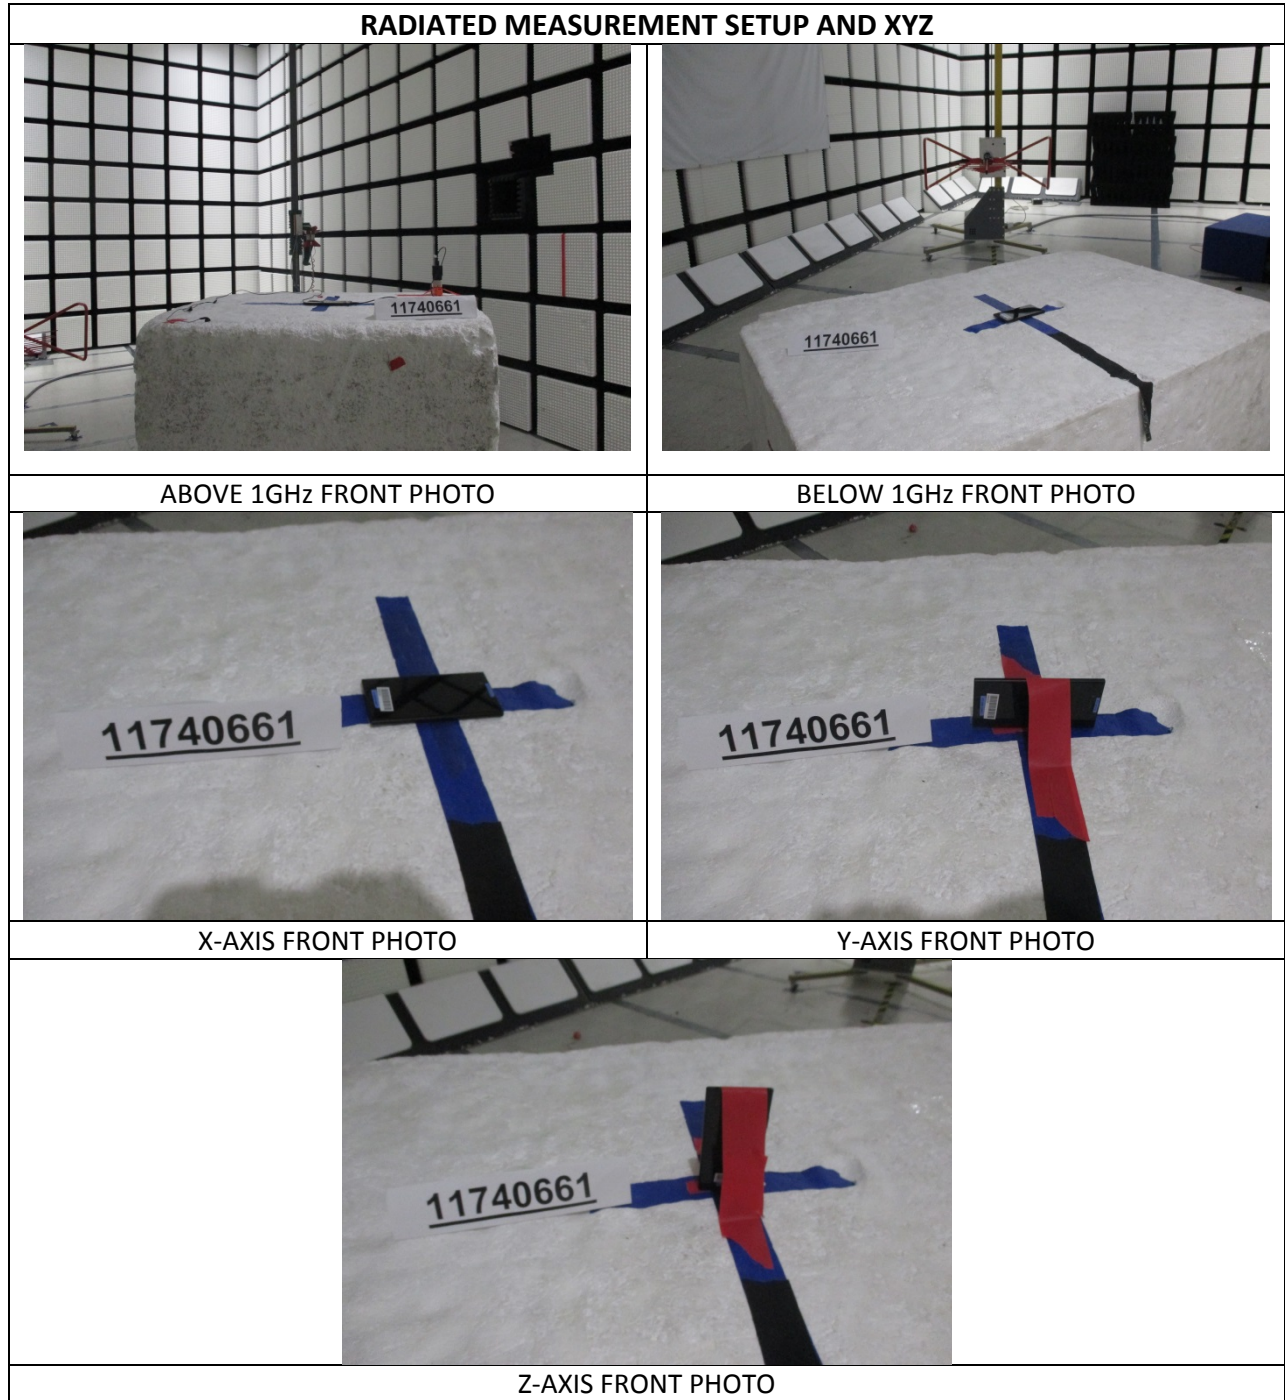 RADIATED MEASUREMENT SETUP AND XYZ
11740661
11740661
ABOVE 1GHz FRONT PHOTO
BELOW 1GHz FRONT PHOTO
11740661
11740661
X-AXIS FRONT PHOTO
Y-AXIS FRONT PHOTO
11740661
Z-AXIS FRONT PHOTO